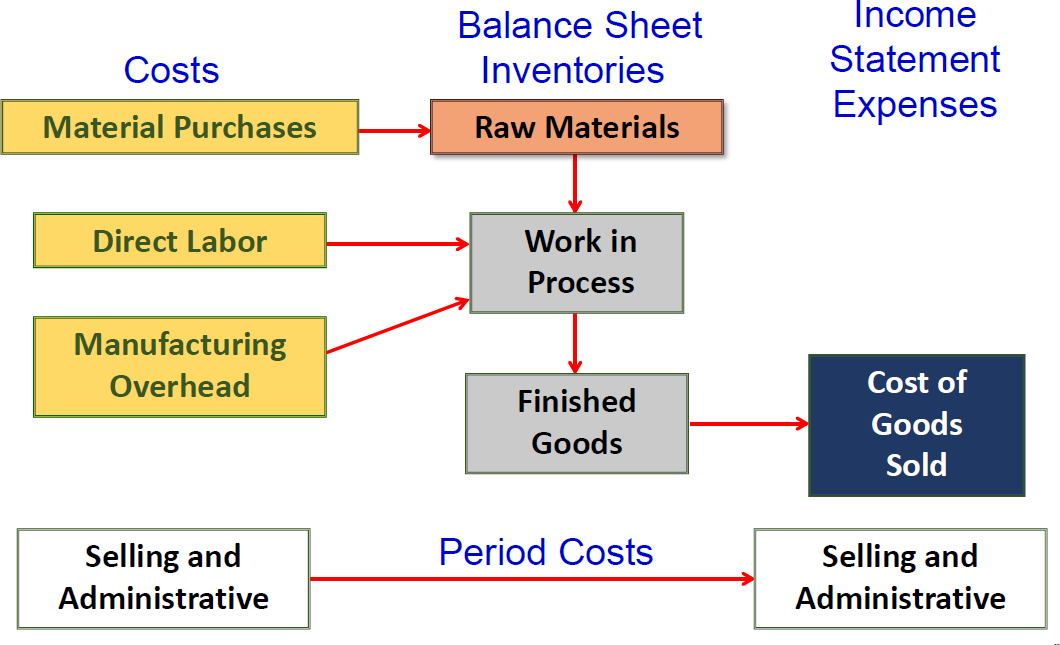 Costs
Balance Sheet
Inventories
Income
Statement
Expenses
Material Purchases
Raw Materials
Direct Labor
Work in
Process
Manufacturing
Overhead
Finished
Goods
Cost of
Goods
Sold
Selling and
Administrative
Period Costs
Selling and
Administrative